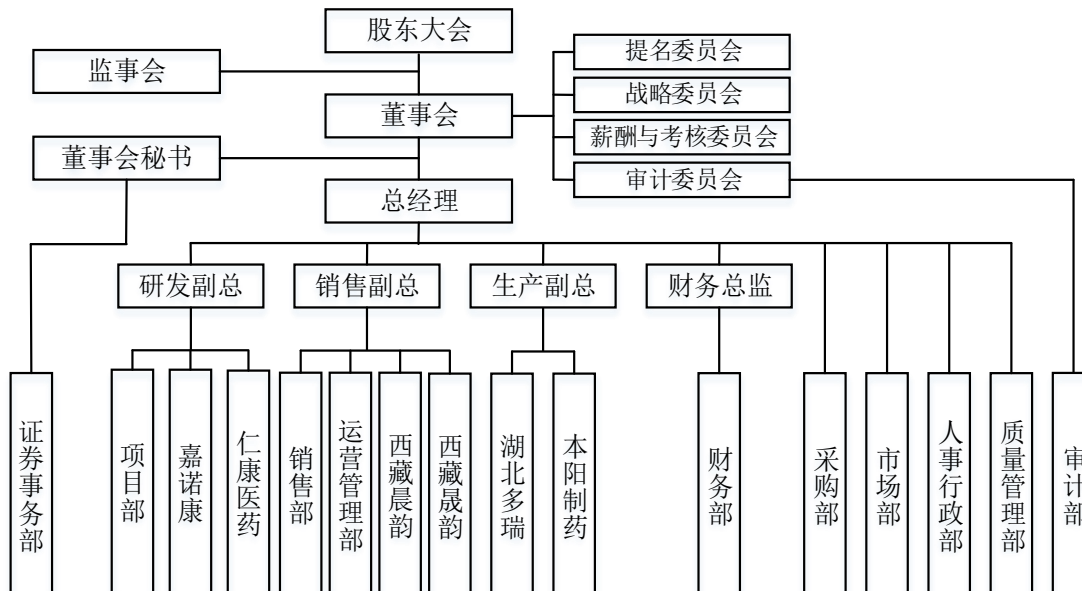 股东大会
监事会
董事会
提名委员会
战略委员会
薪酬与考核委员会
审计委员会
董事会秘书
总经理
研发副总
销售副总
生产副总
财务总监
证券事务部
项目部
嘉诺康
仁康医药
销售部
运营管理部
西藏晨韵
西藏晟韵
湖北多瑞
本阳制药
财务部
采购部
市场部
人事行政部
质量管理部
审计部